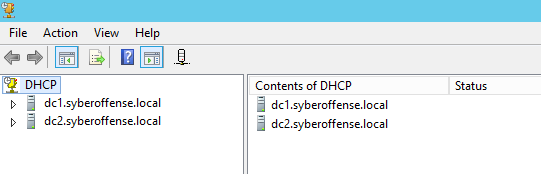 File Action View Help
DHCP
dc1.syberoffense.local
dc2.syberoffense.local
Contents of DHCP Status
dc1.syberoffense.local
dc2.syberoffense.local